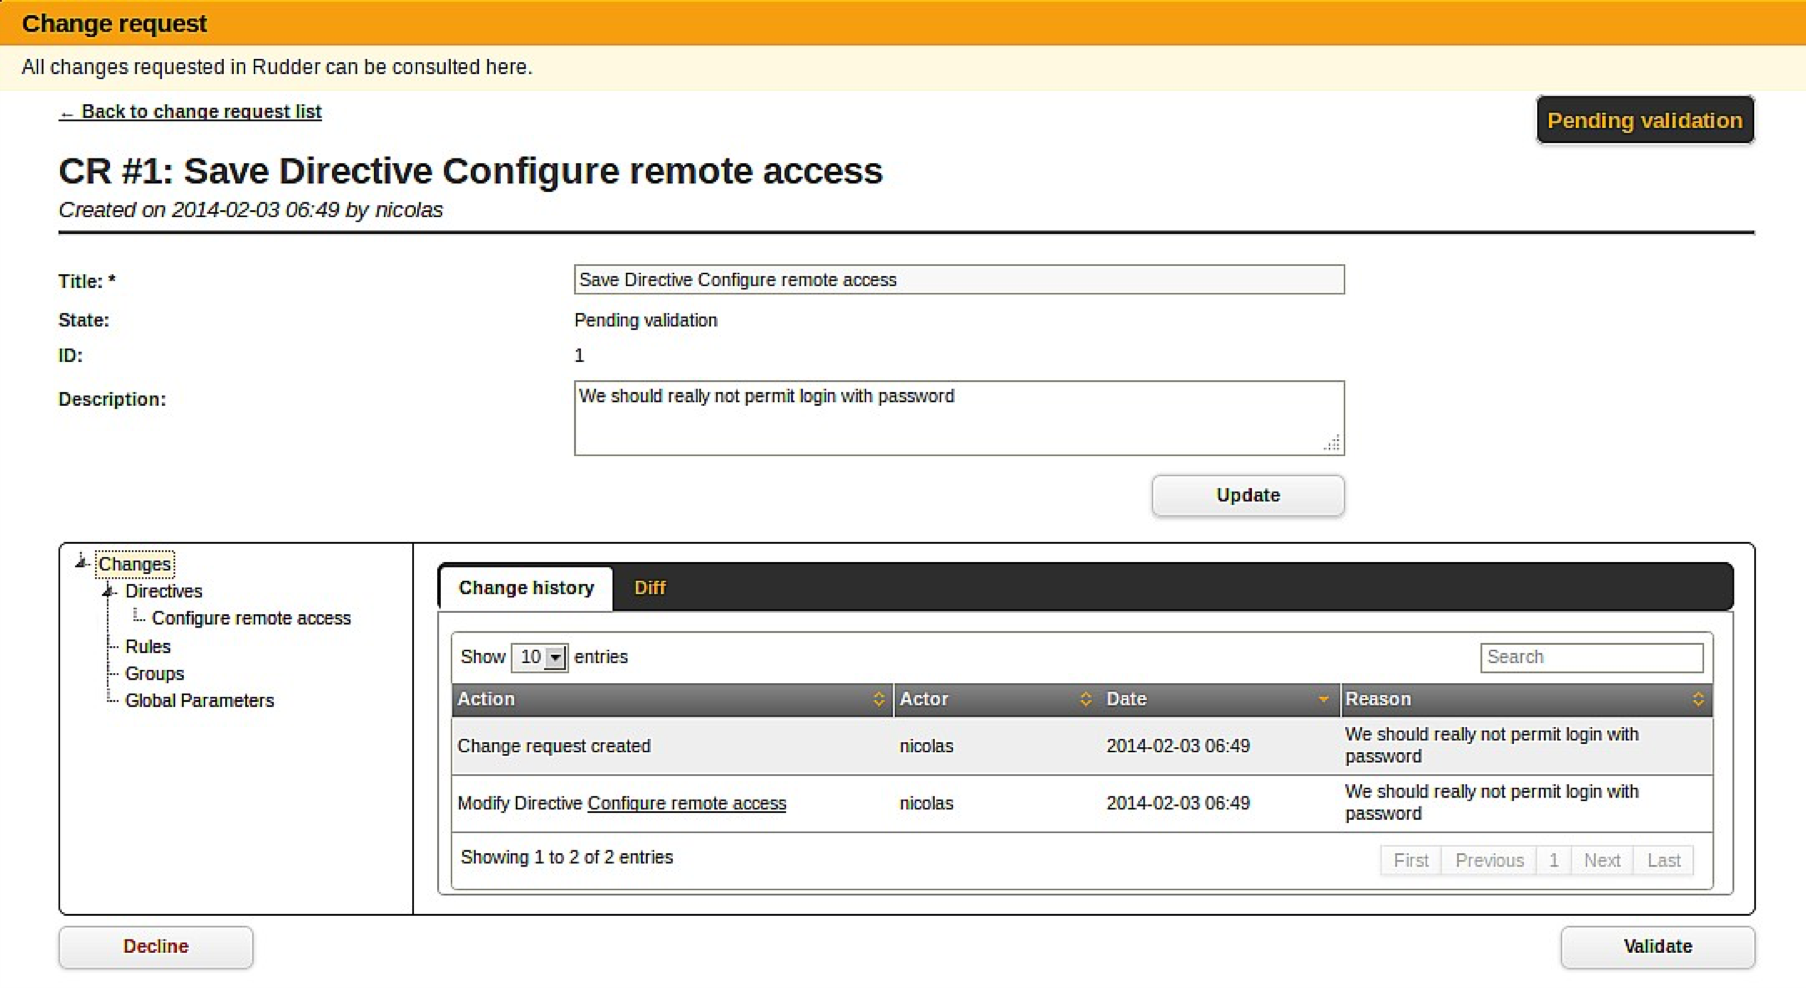 Change request
All changes requested in Rudder can be consulted here.
← Back to change request list
Pending validation
CR #1: Save Directive Configure remote access
Created on 2014-02-03 06:49 by nicolas
Title: * Save Directive Configure remote access
State: Pending validation
ID: 1
Description: We should really not permit login with password
Update
Changes
Directives
Configure remote access
Rules
Groups
Global Parameters
Change history Diff
Show 10 entries Search
Action Actor Date Reason
Change request created nicolas 2014-02-03 06:49 We should really not permit login with
password
Modify Directive Configure remote access nicolas 2014-02-03 06:49 We should really not permit login with
password
Showing 1 to 2 of 2 entries First Previous 1 Next Last
Decline Validate